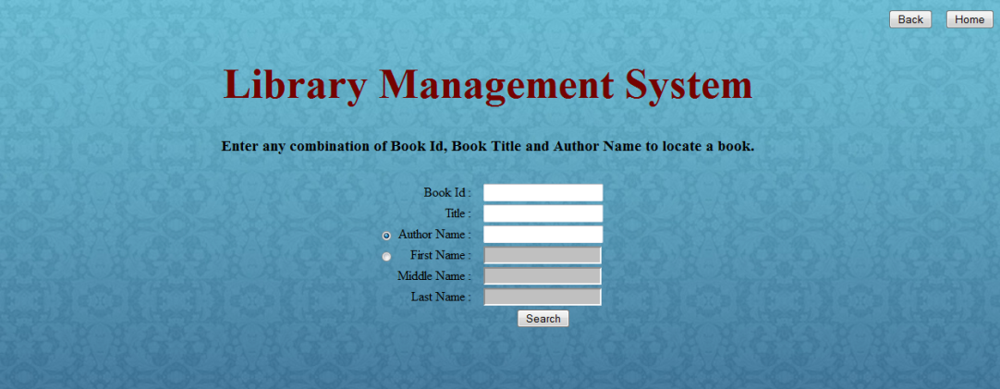 Back Home
Library Management System
Enter any combination of Book Id, Book Title and Author Name to locate a book.
Book Id :
Title :
Author Name :
First Name :
Middle Name :
Last Name :
Search